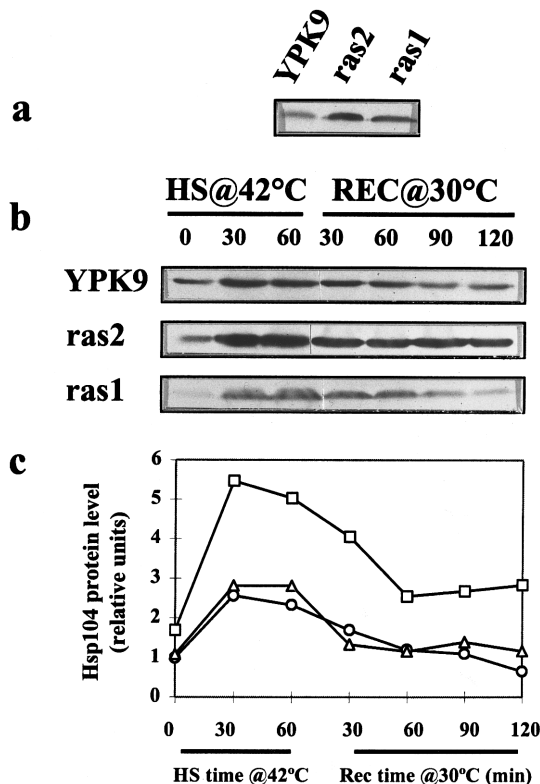 a
YPK9 ras2 ras1
b
HS@42°C REC@30°C
0 30 60 30 60 90 120
YPK9
ras2
ras1
c
Hsp104 protein level
(relative units)
6
5
4
3
2
1
0
0 30 60 30 60 90 120
HS time @42°C Rec time @30°C (min)